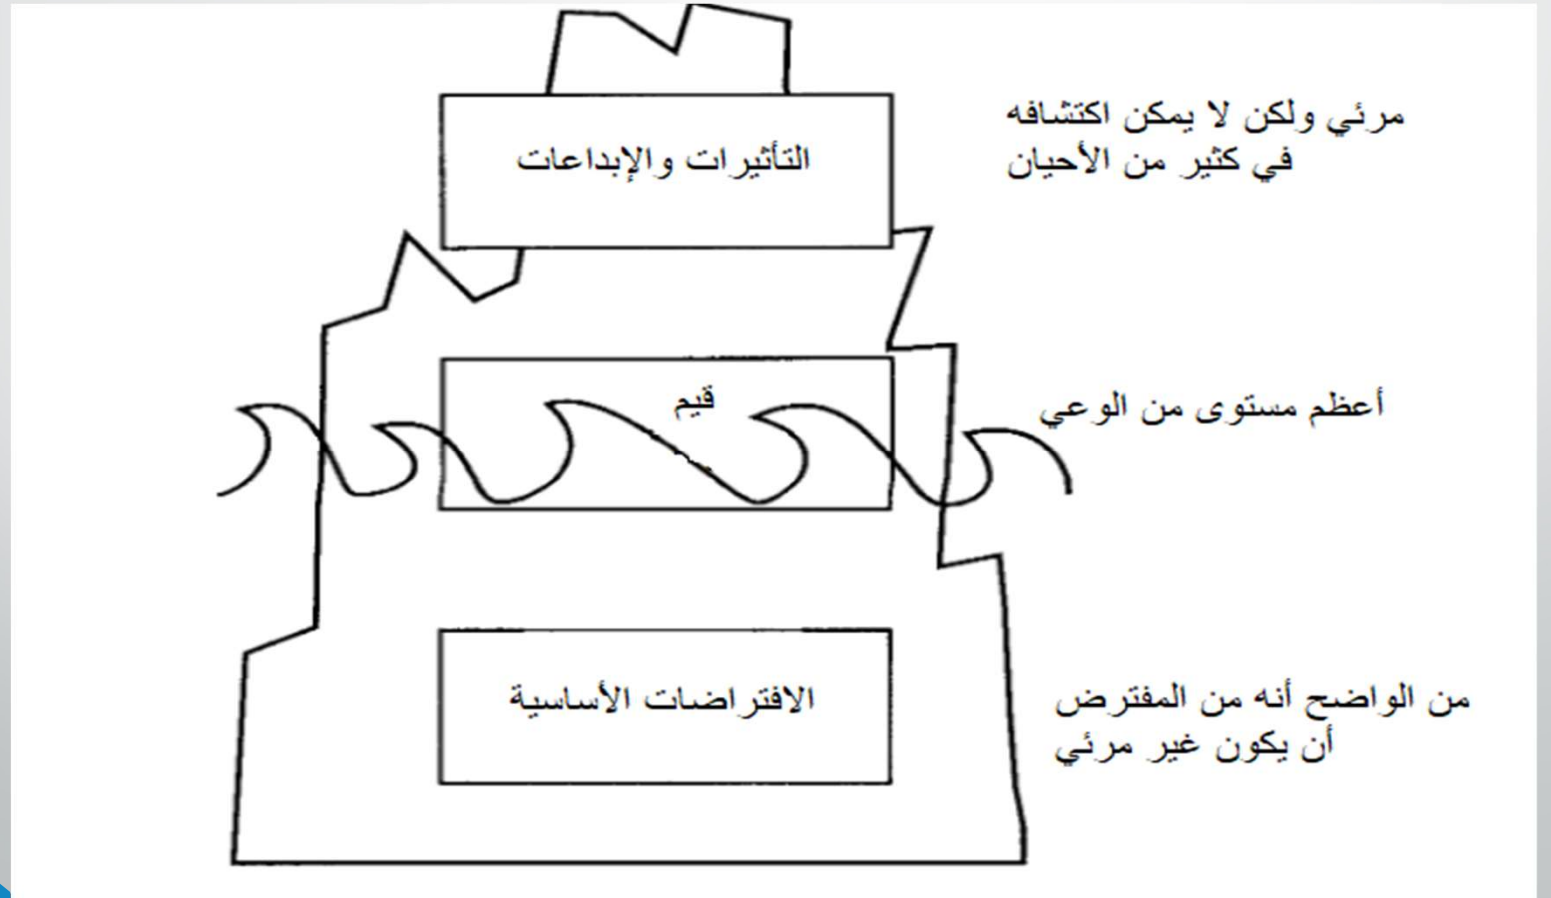 التأثيرات والإبداعات
مرئي ولكن لا يمكن اكتشافه
في كثير من الأحيان
قيم
أعظم مستوى من الوعي
الافتراضات الأساسية
من الواضح أنه من المفترض
أن يكون غير مرئي